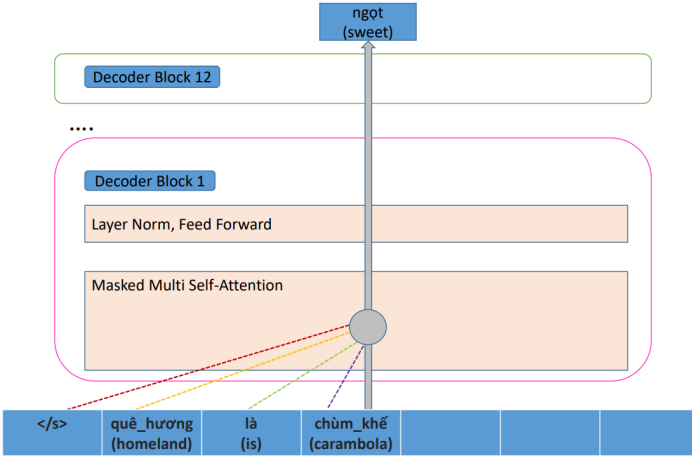 ngọt
(sweet)
Decoder Block 12
....
Decoder Block 1
Layer Norm, Feed Forward
Masked Multi Self-Attention
</s> quê_hương là chùm_khế
(homeland) (is) (carambola)